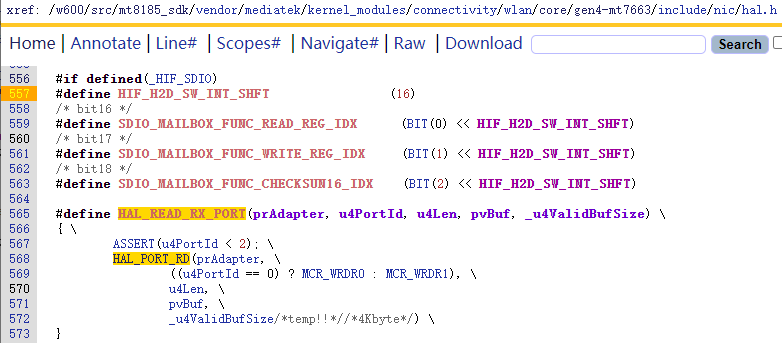 xref: /w600/src/mt8185_sdk/vendor/mediatek/kernel_modules/connectivity/wlan/core/gen4-mt7663/include/nic/hal.h
Home | Annotate | Line# | Scopes# | Navigate# | Raw | Download Search
556 #if defined(_HIF_SDIO)
557 #define HIF_H2D_SW_INT_SHFT (16)
558 /* bit16 */
559 #define SDIO_MAILBOX_FUNC_READ_REG_IDX (BIT(0) << HIF_H2D_SW_INT_SHFT)
560 /* bit17 */
561 #define SDIO_MAILBOX_FUNC_WRITE_REG_IDX (BIT(1) << HIF_H2D_SW_INT_SHFT)
562 /* bit18 */
563 #define SDIO_MAILBOX_FUNC_CHECKSUN16_IDX (BIT(2) << HIF_H2D_SW_INT_SHFT)
564
565 #define HAL_READ_RX_PORT(prAdapter, u4PortId, u4Len, pvBuf, _u4ValidBufSize) \
566 { \
567 ASSERT(u4PortId < 2); \
568 HAL_PORT_RD(prAdapter, \
569 ((u4PortId == 0) ? MCR_WRDR0 : MCR_WRDR1), \
570 u4Len, \
571 pvBuf, \
572 _u4ValidBufSize/*temp!!*//*4Kbyte*/) \
573 }